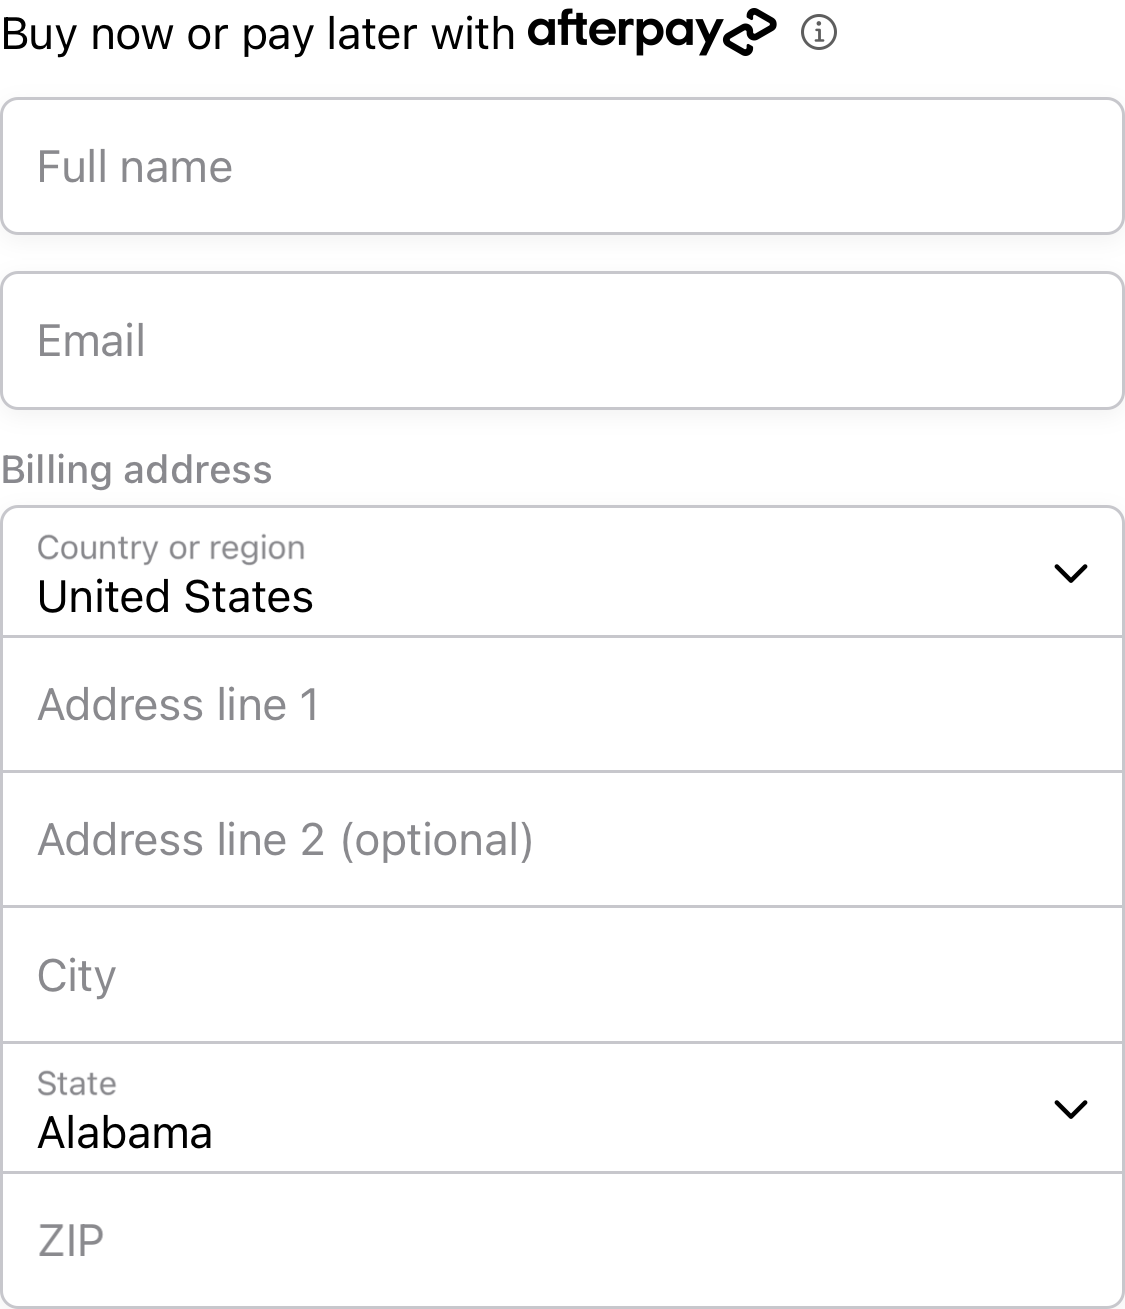 Buy now or pay later with afterpay
Full name
Email
Billing address
Country or region
United States
Address line 1
Address line 2 (optional)
City
State
Alabama
ZIP